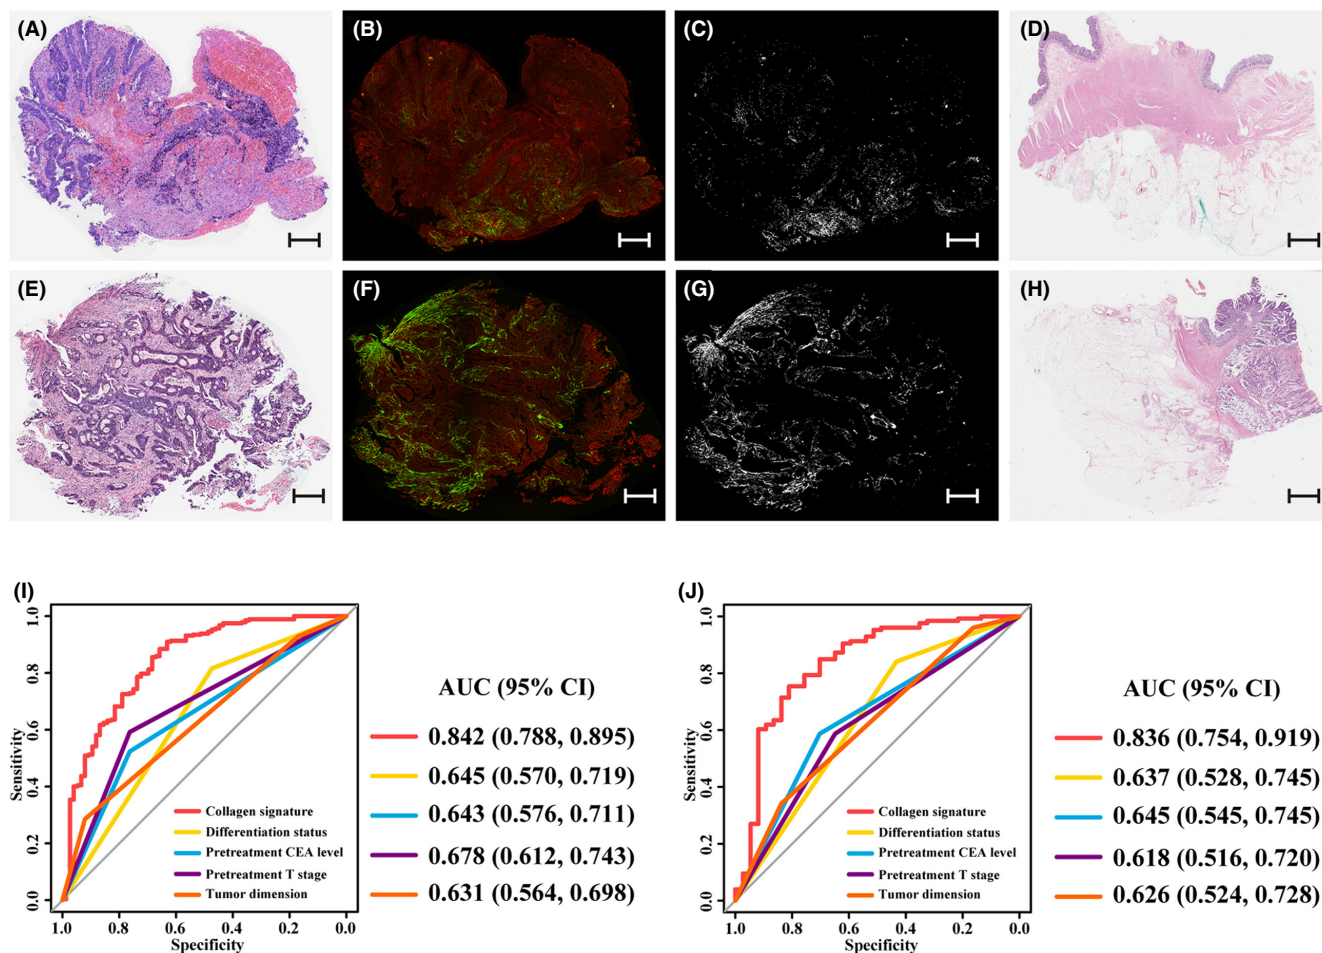 (A)
(B)
(C)
(D)
(E)
(F)
(G)
(H)
(I)
1.0
0.8
0.6
0.4
0.2
0.0
Sensitivity
Collagen signature
Differentiation status
Pretreatment CEA level
Pretreatment T stage
Tumor dimension
1.0 0.8 0.6 0.4 0.2 0.0
Specificity
AUC (95% CI)
0.842 (0.788, 0.895)
0.645 (0.570, 0.719)
0.643 (0.576, 0.711)
0.678 (0.612, 0.743)
0.631 (0.564, 0.698)
(J)
1.0
0.8
0.6
0.4
0.2
0.0
Sensitivity
Collagen signature
Differentiation status
Pretreatment CEA level
Pretreatment T stage
Tumor dimension
1.0 0.8 0.6 0.4 0.2 0.0
Specificity
AUC (95% CI)
0.836 (0.754, 0.919)
0.637 (0.528, 0.745)
0.645 (0.545, 0.745)
0.618 (0.516, 0.720)
0.626 (0.524, 0.728)